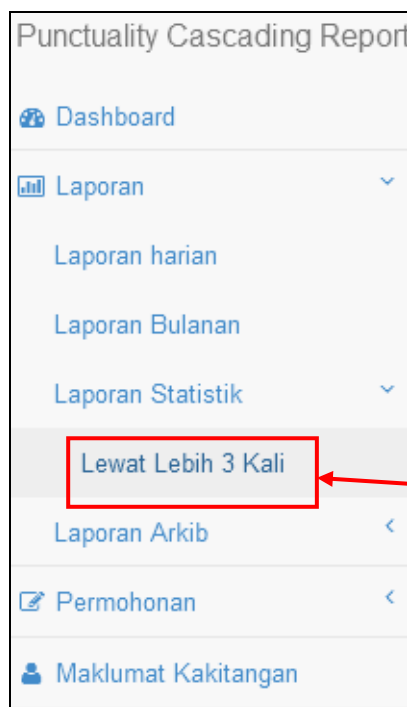 Punctuality Cascading Report
Dashboard
Laporan
Laporan harian
Laporan Bulanan
Laporan Statistik
Lewat Lebih 3 Kali
Laporan Arkib
Permohonan
Maklumat Kakitangan